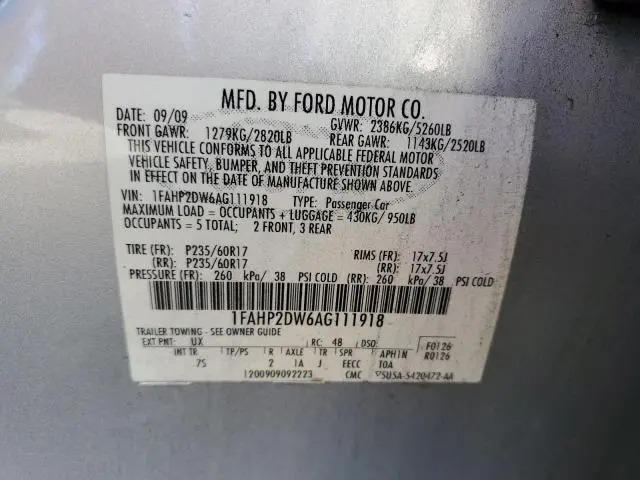 MFD. BY FORD MOTOR CO.
DATE: 09/09 GVWR: 2386KG/5260LB
FRONT GAWR: 1279KG/2820LB REAR GAWR: 1143KG/2520LB
THIS VEHICLE CONFORMS TO ALL APPLICABLE FEDERAL MOTOR
VEHICLE SAFETY, BUMPER, AND THEFT PREVENTION STANDARDS
IN EFFECT ON THE DATE OF MANUFACTURE SHOWN ABOVE.
VIN: 1FAHP2DW6AG111918 TYPE: Passenger Car
MAXIMUM LOAD = OCCUPANTS + LUGGAGE = 430KG/ 950LB
OCCUPANTS = 5 TOTAL; 2 FRONT, 3 REAR
TIRE (FR): P235/60R17 RIMS (FR): 17x7.5J
(RR): P235/60R17 (RR): 17x7.5J
PRESSURE (FR): 260 kPa/ 38 PSI COLD (RR): 260 kPa/ 38 PSI COLD
1FAHP2DW6AG111918
TRAILER TOWING - SEE OWNER GUIDE
EXT PNT: UX RC: 48 DSO: F0126
INT TR TP/PS R AXLE TR SPR APH1N R0126
7S 2 1A J EECC TOA
1200909092223 CMC 5U5A-5420472-AA